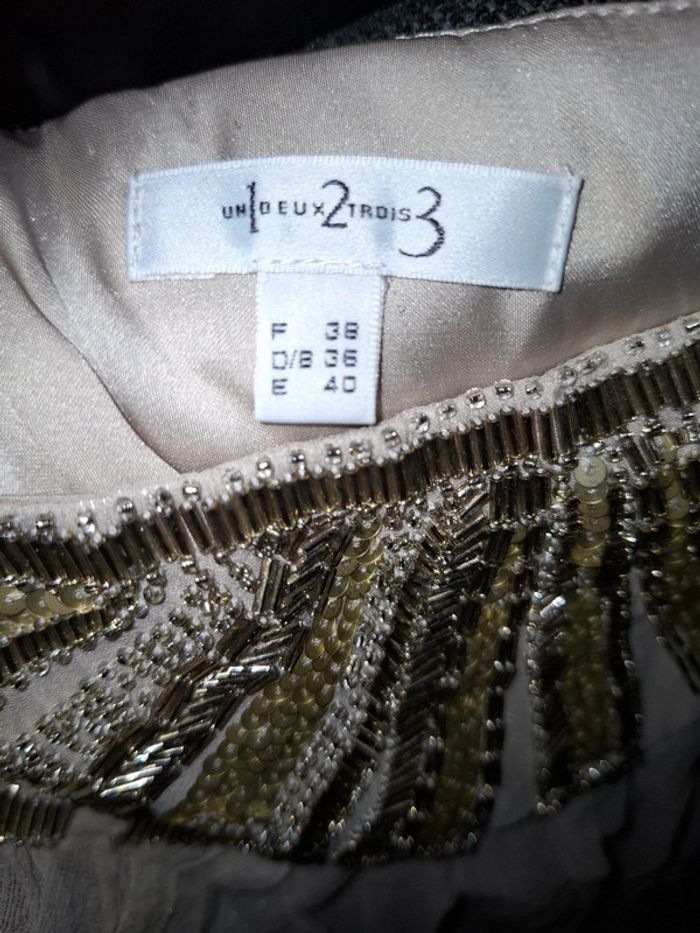 UN1DEUX2TROIS3
F 38
D/B 36
E 40